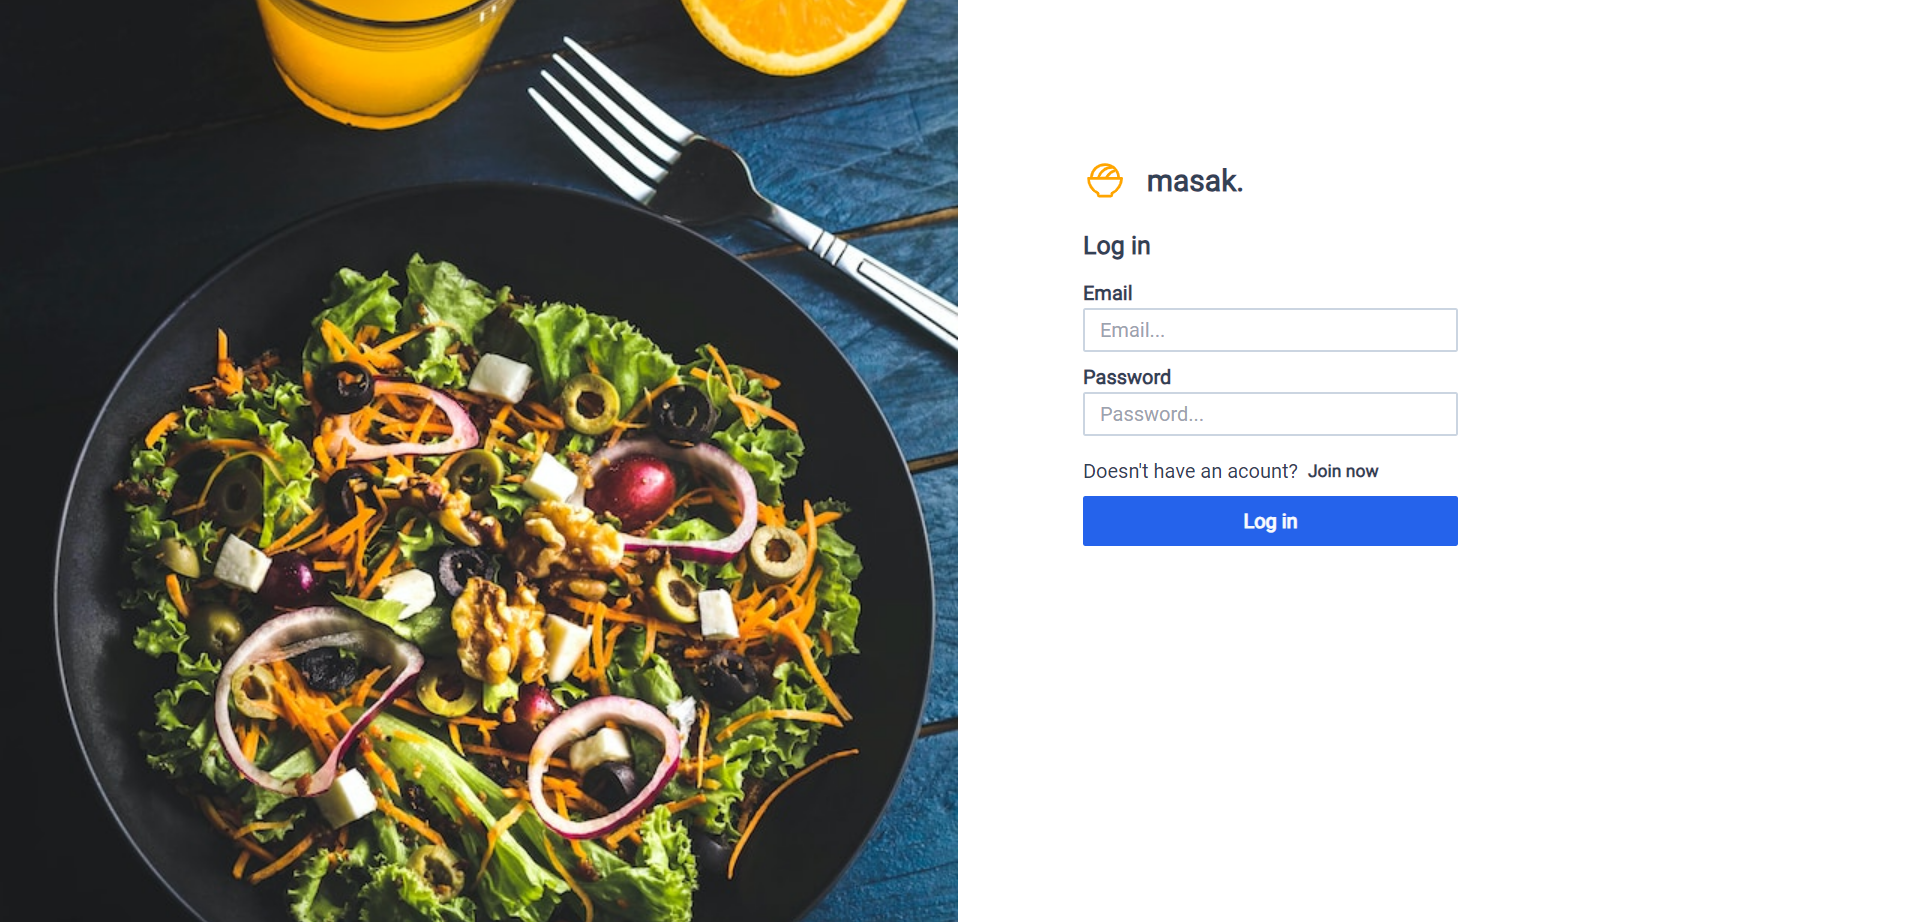 masak.
Log in
Email
Email...
Password
Password...
Doesn't have an acount? Join now
Log in